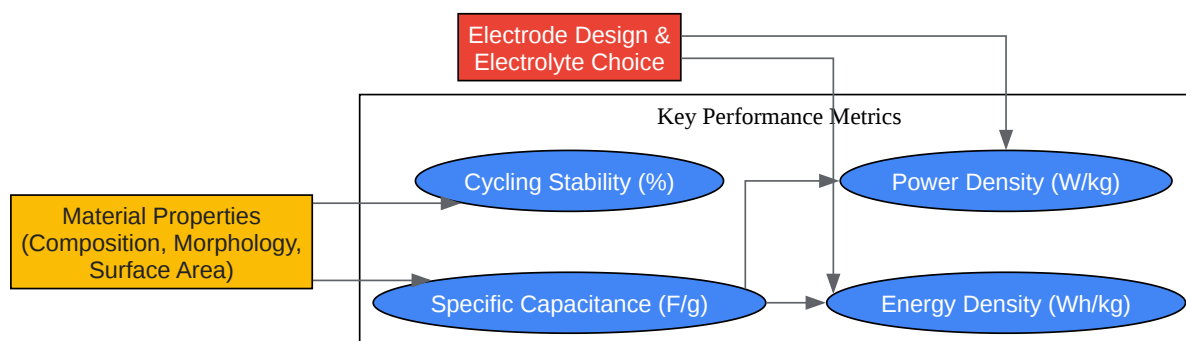 Electrode Design &
Electrolyte Choice
Key Performance Metrics
Cycling Stability (%)
Power Density (W/kg)
Material Properties
(Composition, Morphology,
Surface Area)
Specific Capacitance (F/g)
Energy Density (Wh/kg)